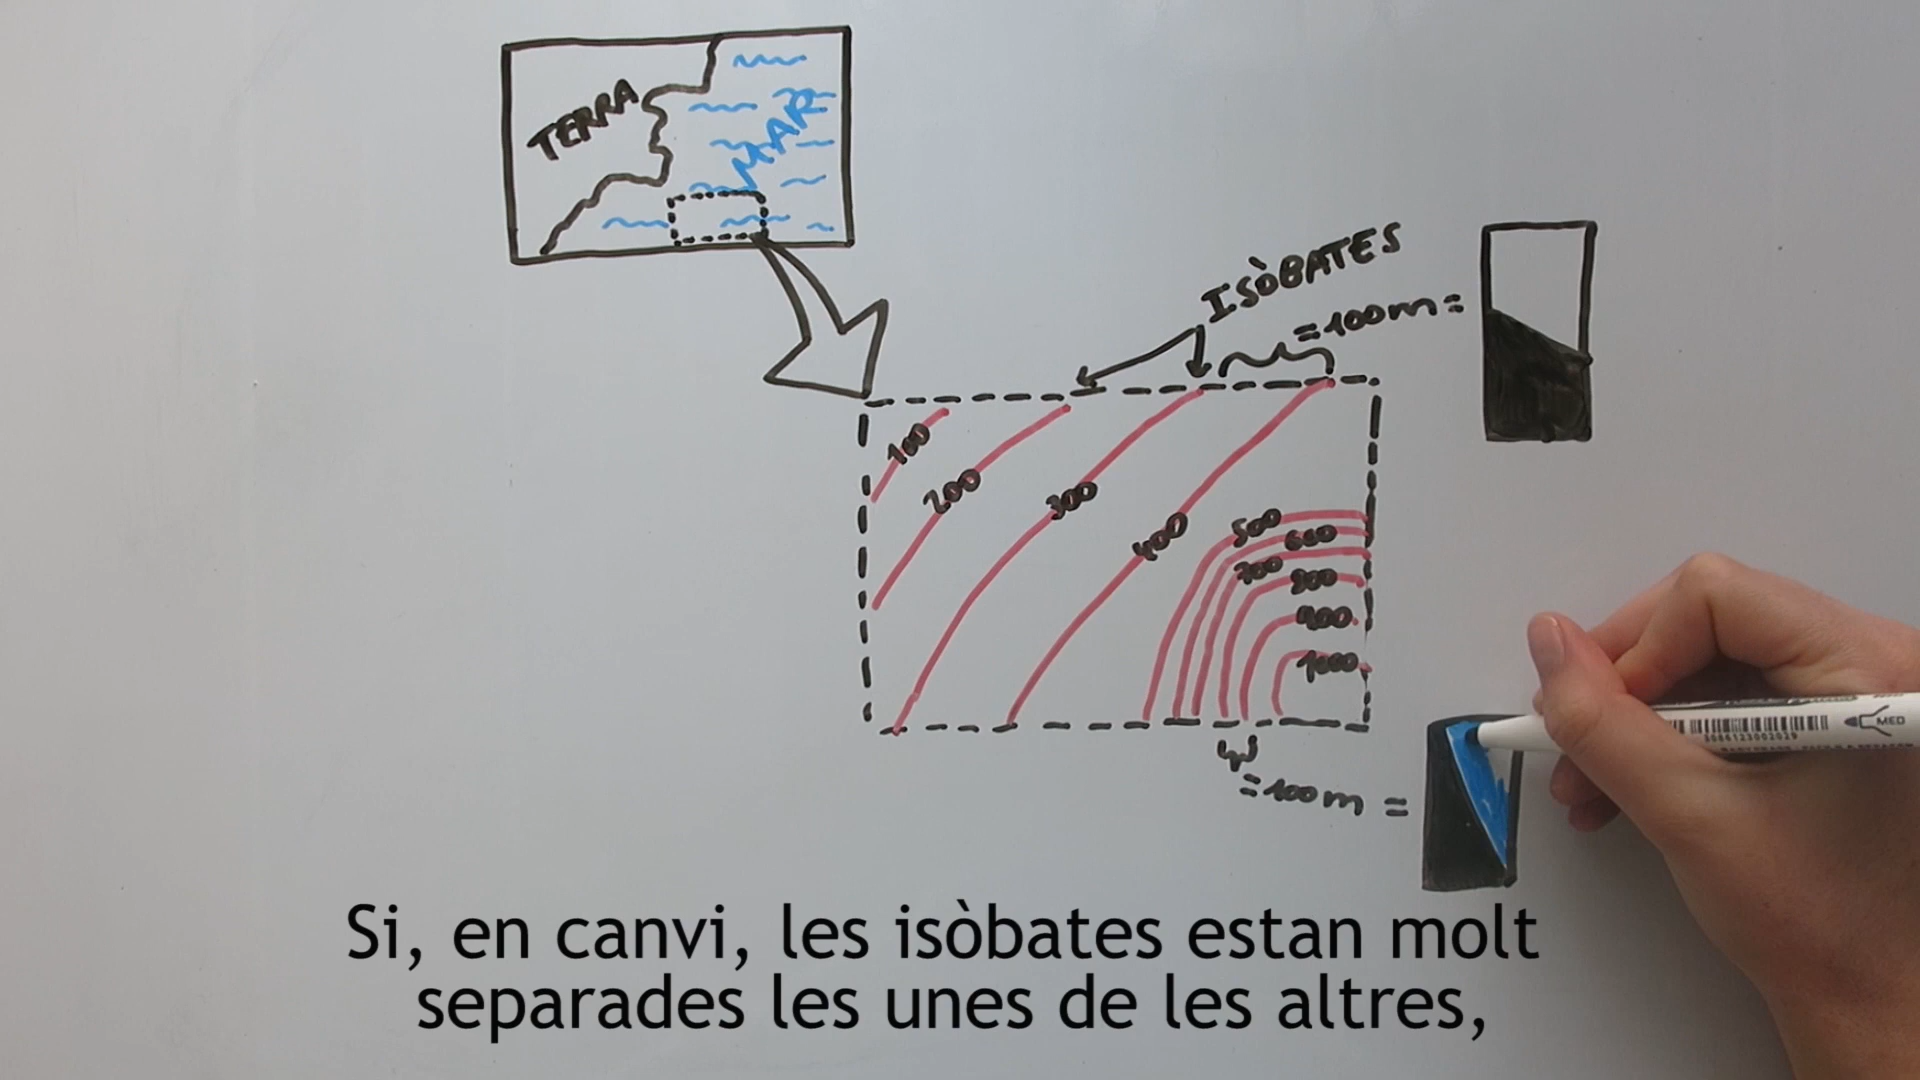 TERRA
MAR
ISÒBATES
=100m=
100
200
300
400
500
600
700
800
900
1000
=100m =
MED
Si, en canvi, les isòbates estan molt
separades les unes de les altres,